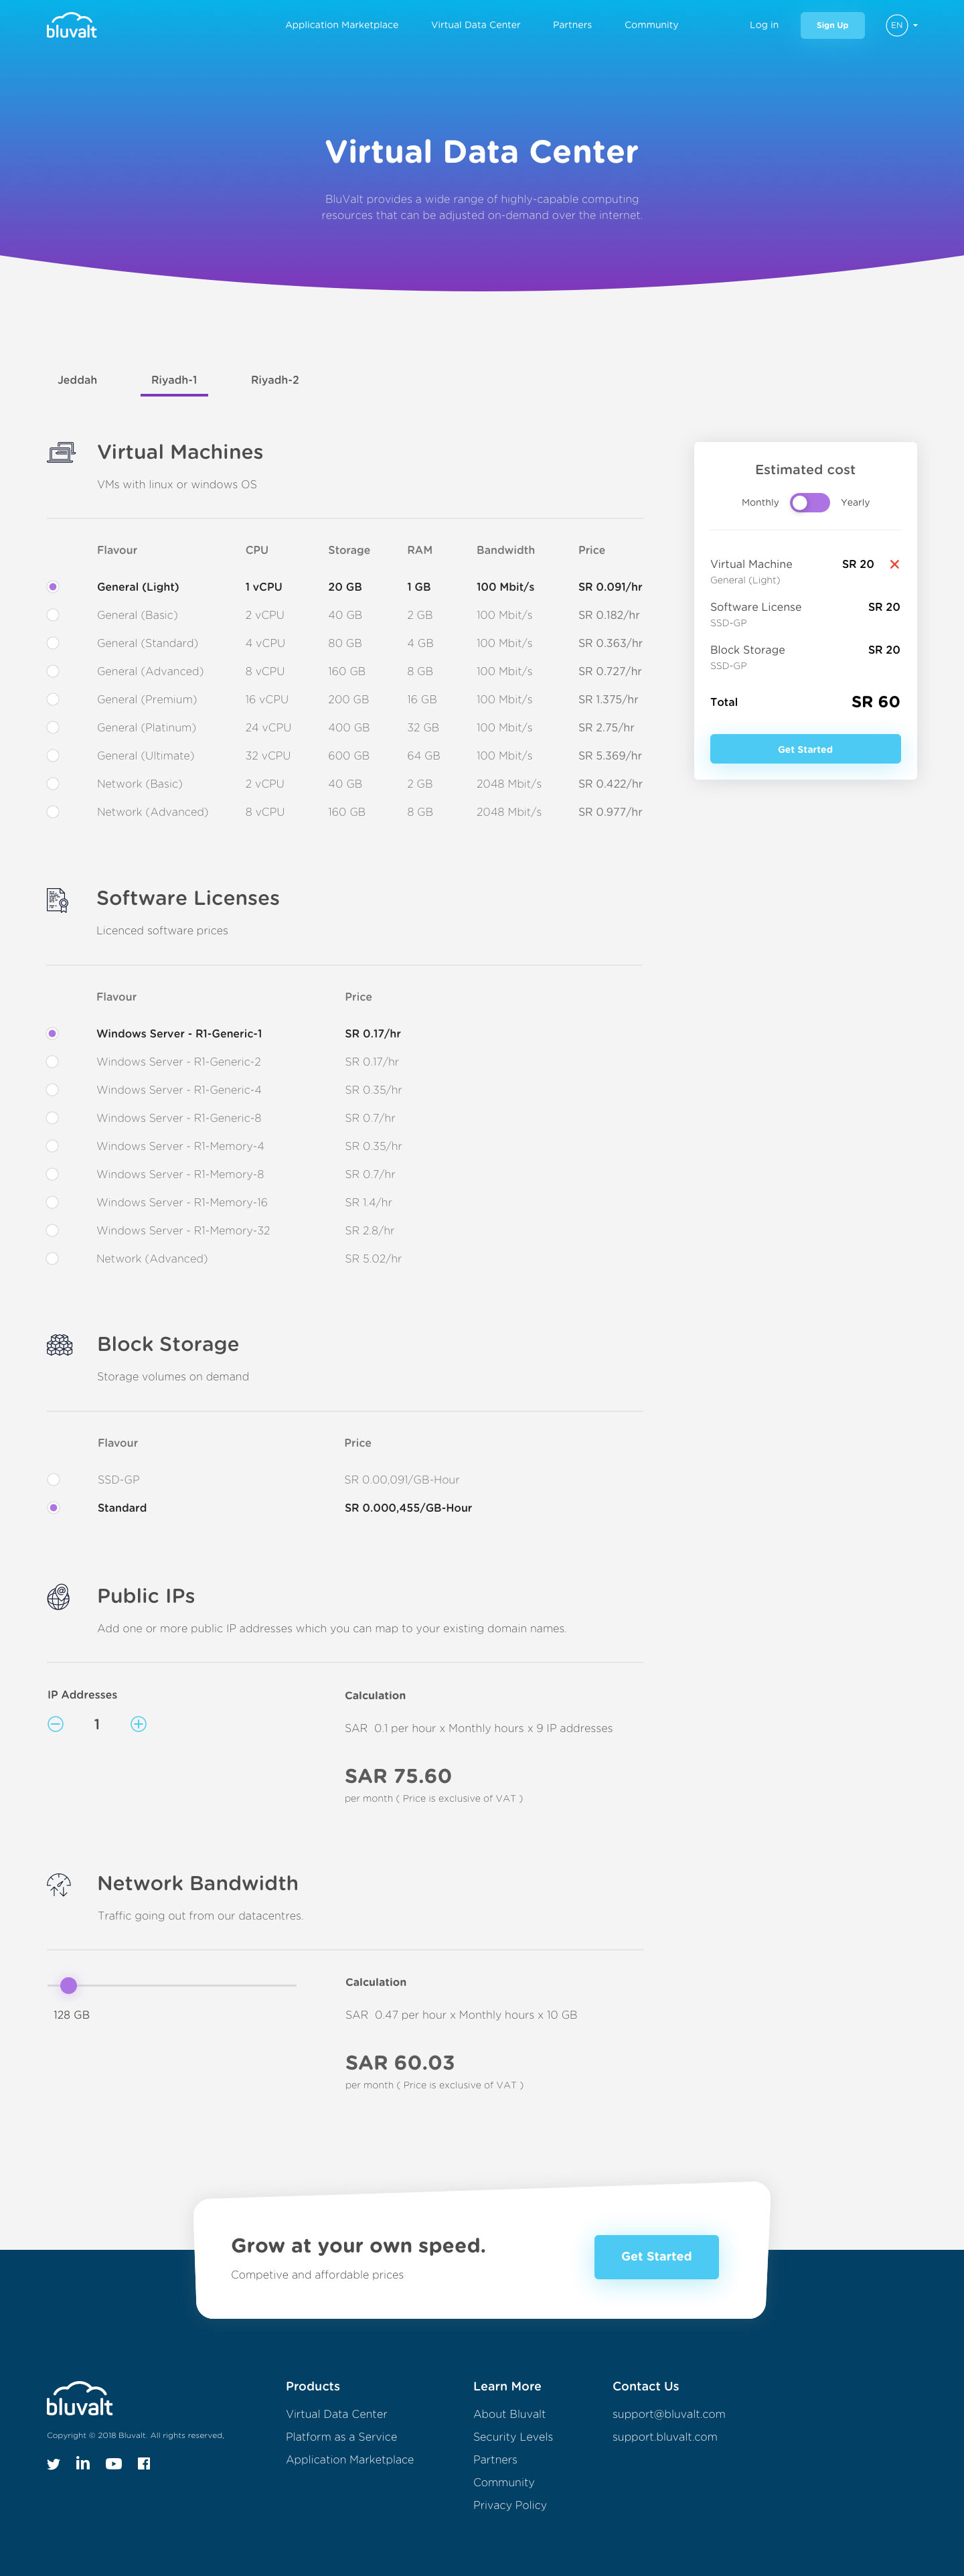 bluvalt
Application Marketplace Virtual Data Center Partners Community Log in Sign Up EN
Virtual Data Center
BluValt provides a wide range of highly-capable computing
resources that can be adjusted on-demand over the internet.
Jeddah Riyadh-1 Riyadh-2
Virtual Machines
VMs with linux or windows OS
Flavour CPU Storage RAM Bandwidth Price
General (Light) 1 vCPU 20 GB 1 GB 100 Mbit/s SR 0.091/hr
General (Basic) 2 vCPU 40 GB 2 GB 100 Mbit/s SR 0.182/hr
General (Standard) 4 vCPU 80 GB 4 GB 100 Mbit/s SR 0.363/hr
General (Advanced) 8 vCPU 160 GB 8 GB 100 Mbit/s SR 0.727/hr
General (Premium) 16 vCPU 200 GB 16 GB 100 Mbit/s SR 1.375/hr
General (Platinum) 24 vCPU 400 GB 32 GB 100 Mbit/s SR 2.75/hr
General (Ultimate) 32 vCPU 600 GB 64 GB 100 Mbit/s SR 5.369/hr
Network (Basic) 2 vCPU 40 GB 2 GB 2048 Mbit/s SR 0.422/hr
Network (Advanced) 8 vCPU 160 GB 8 GB 2048 Mbit/s SR 0.977/hr
Estimated cost
Monthly Yearly
Virtual Machine SR 20
General (Light)
Software License SR 20
SSD-GP
Block Storage SR 20
SSD-GP
Total SR 60
Get Started
Software Licenses
Licenced software prices
Flavour Price
Windows Server - R1-Generic-1 SR 0.17/hr
Windows Server - R1-Generic-2 SR 0.17/hr
Windows Server - R1-Generic-4 SR 0.35/hr
Windows Server - R1-Generic-8 SR 0.7/hr
Windows Server - R1-Memory-4 SR 0.35/hr
Windows Server - R1-Memory-8 SR 0.7/hr
Windows Server - R1-Memory-16 SR 1.4/hr
Windows Server - R1-Memory-32 SR 2.8/hr
Network (Advanced) SR 5.02/hr
Block Storage
Storage volumes on demand
Flavour Price
SSD-GP SR 0.00,091/GB-Hour
Standard SR 0.000,455/GB-Hour
Public IPs
Add one or more public IP addresses which you can map to your existing domain names.
IP Addresses
1
Calculation
SAR 0.1 per hour x Monthly hours x 9 IP addresses
SAR 75.60
per month ( Price is exclusive of VAT )
Network Bandwidth
Traffic going out from our datacentres.
128 GB
Calculation
SAR 0.47 per hour x Monthly hours x 10 GB
SAR 60.03
per month ( Price is exclusive of VAT )
Grow at your own speed.
Competive and affordable prices
Get Started
bluvalt
Copyright © 2018 Bluvalt. All rights reserved,
Products
Virtual Data Center
Platform as a Service
Application Marketplace
Learn More
About Bluvalt
Security Levels
Partners
Community
Privacy Policy
Contact Us
support@bluvalt.com
support.bluvalt.com